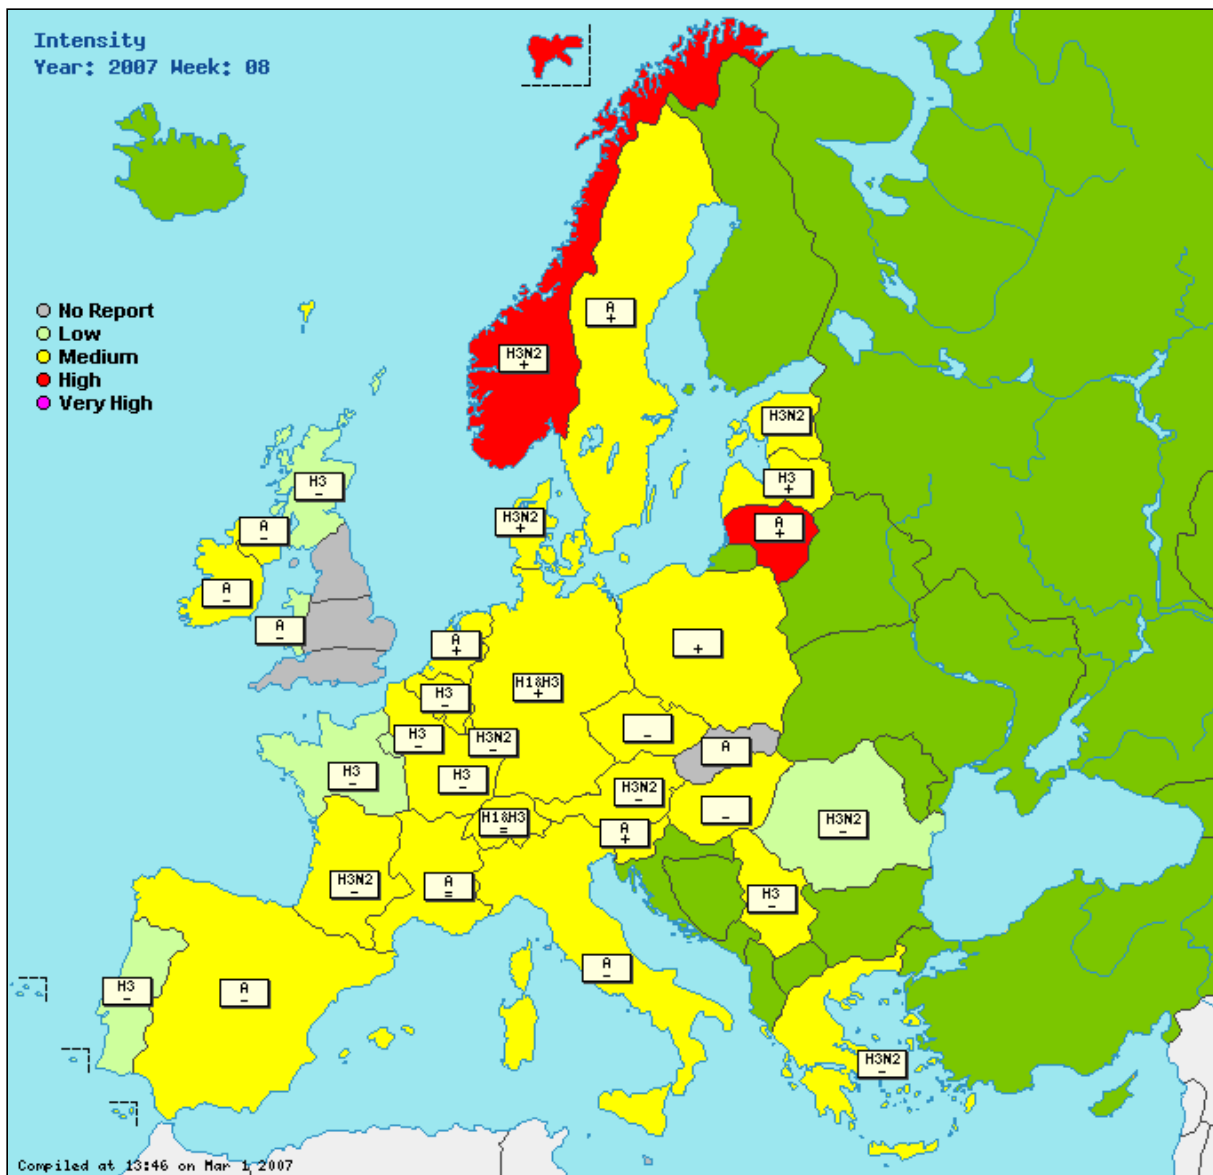 Intensity
Year: 2007 Week: 08
No Report
Low
Medium
High
Very High
A
+
H3N2
+
H3N2
H3
+
A
+
H3
-
H3N2
+
A
-
A
-
A
-
A
+
+
H1&H3
+
H3
-
H3
-
H3N2
-
-
A
H3
-
H3
-
H3N2
-
-
H1&H3
=
A
+
H3N2
-
H3N2
-
A
=
H3
-
A
-
H3
-
A
-
H3N2
-
Compiled at 13:46 on Mar 1 2007